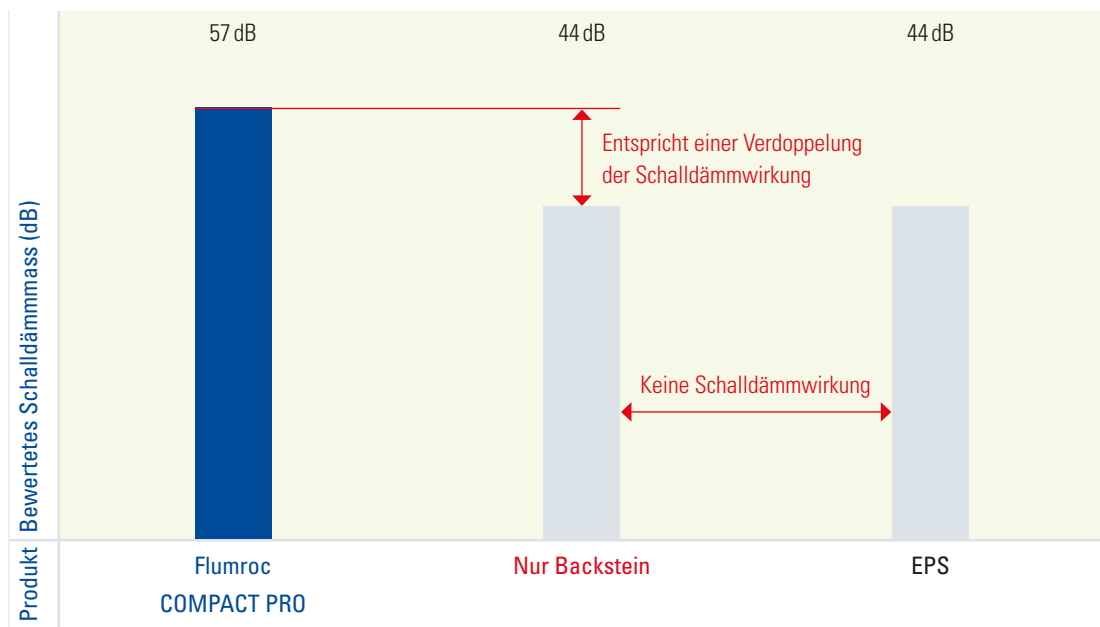 57 dB
44 dB
44 dB
Entspricht einer Verdoppelung
der Schalldämmwirkung
Keine Schalldämmwirkung
Bewertetes Schalldämmmass (dB)
Produkt
Flumroc
COMPACT PRO
Nur Backstein
EPS